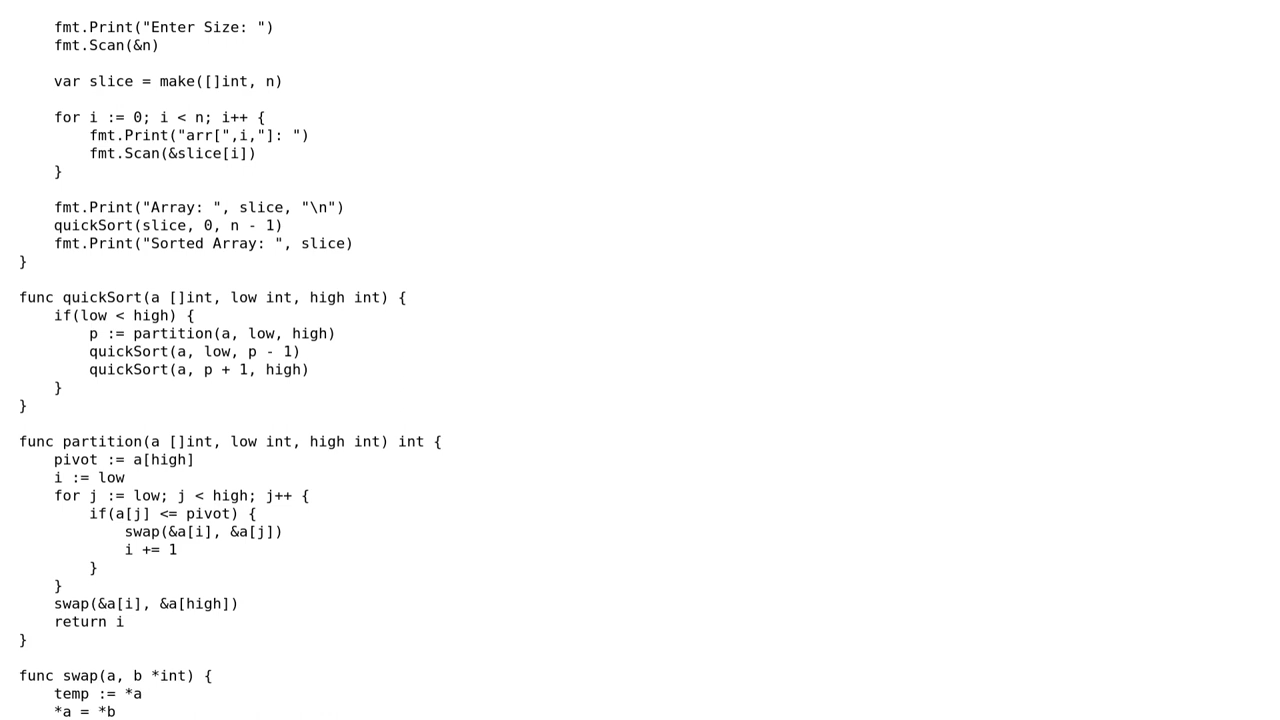 fmt.Print("Enter Size: ")
    fmt.Scan(&n)

    var slice = make([]int, n)

    for i := 0; i < n; i++ {
        fmt.Print("arr[",i,"]: ")
        fmt.Scan(&slice[i])
    }

    fmt.Print("Array: ", slice, "\n")
    quickSort(slice, 0, n - 1)
    fmt.Print("Sorted Array: ", slice)
}

func quickSort(a []int, low int, high int) {
    if(low < high) {
        p := partition(a, low, high)
        quickSort(a, low, p - 1)
        quickSort(a, p + 1, high)
    }
}

func partition(a []int, low int, high int) int {
    pivot := a[high]
    i := low
    for j := low; j < high; j++ {
        if(a[j] <= pivot) {
            swap(&a[i], &a[j])
            i += 1
        }
    }
    swap(&a[i], &a[high])
    return i
}

func swap(a, b *int) {
    temp := *a
    *a = *b